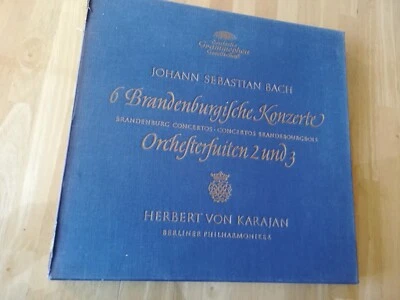 Deutsche
Grammophon
Gesellschaft
JOHANN SEBASTIAN BACH
6 Brandenburgische Konzerte
BRANDENBURG CONCERTOS · CONCERTOS BRANDEBOURGEOIS
Orchestersuiten 2 und 3
HERBERT VON KARAJAN
BERLINER PHILHARMONIKER